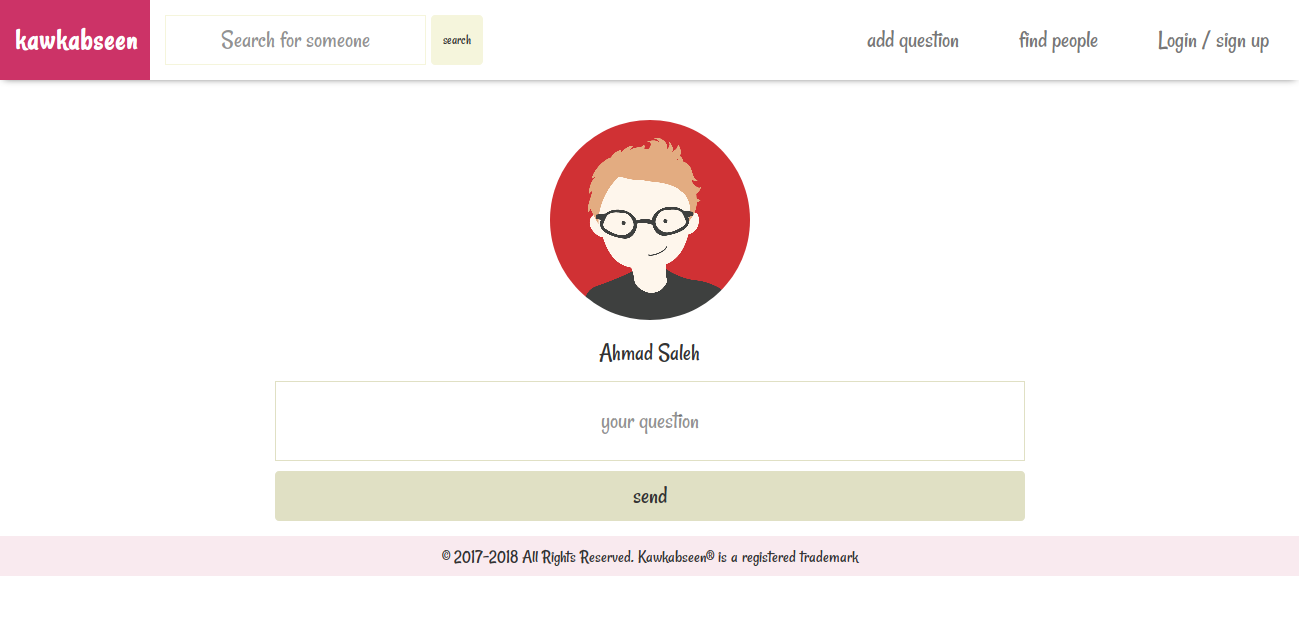 kawkabseen
Search for someone
search
add question
find people
Login / sign up
Ahmad Saleh
your question
send
© 2017-2018 All Rights Reserved. Kawkabseen® is a registered trademark